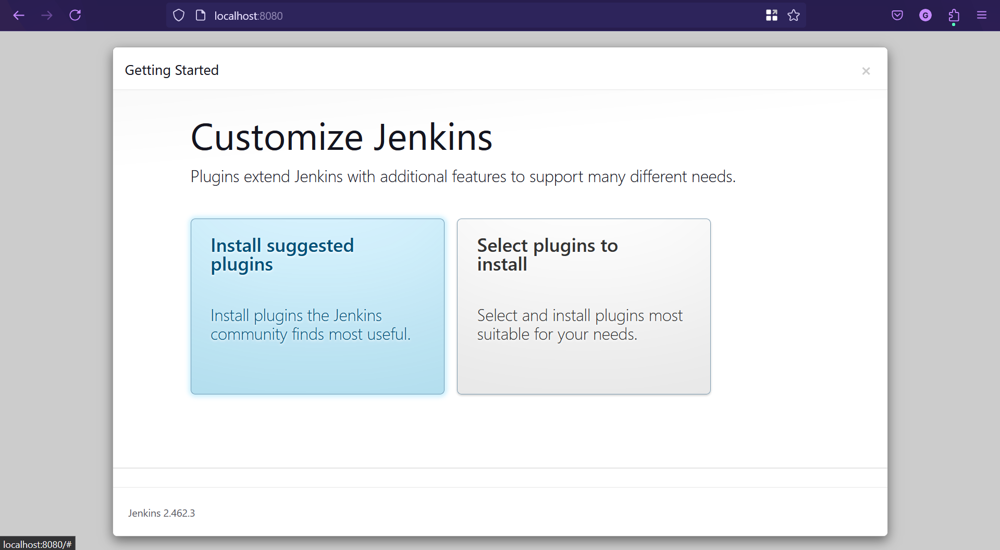 localhost:8080
Getting Started
×
Customize Jenkins
Plugins extend Jenkins with additional features to support many different needs.
Install suggested
plugins
Install plugins the Jenkins
community finds most useful.
Select plugins to
install
Select and install plugins most
suitable for your needs.
Jenkins 2.462.3
localhost:8080/#